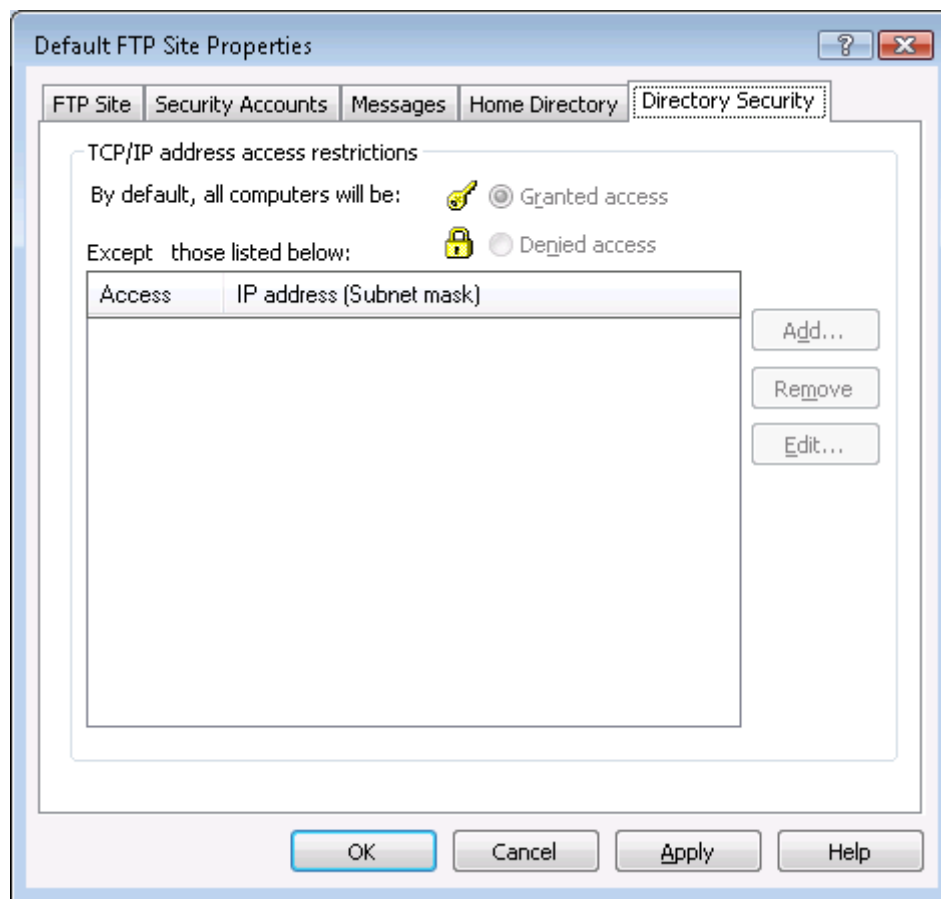 Default FTP Site Properties
FTP Site Security Accounts Messages Home Directory Directory Security
TCP/IP address access restrictions
By default, all computers will be: Granted access
Denied access
Except those listed below:
Access IP address (Subnet mask)
Add...
Remove
Edit...
OK Cancel Apply Help